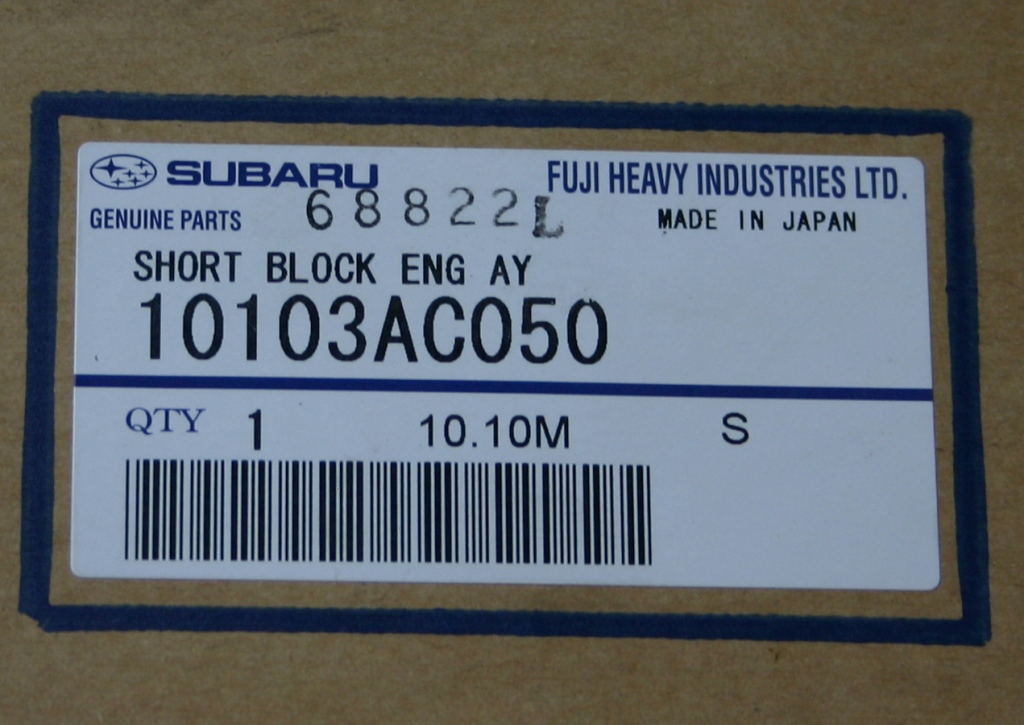 SUBARU
FUJI HEAVY INDUSTRIES LTD.
GENUINE PARTS
68822L
MADE IN JAPAN
SHORT BLOCK ENG AY
10103AC050
QTY 1 10.10M S